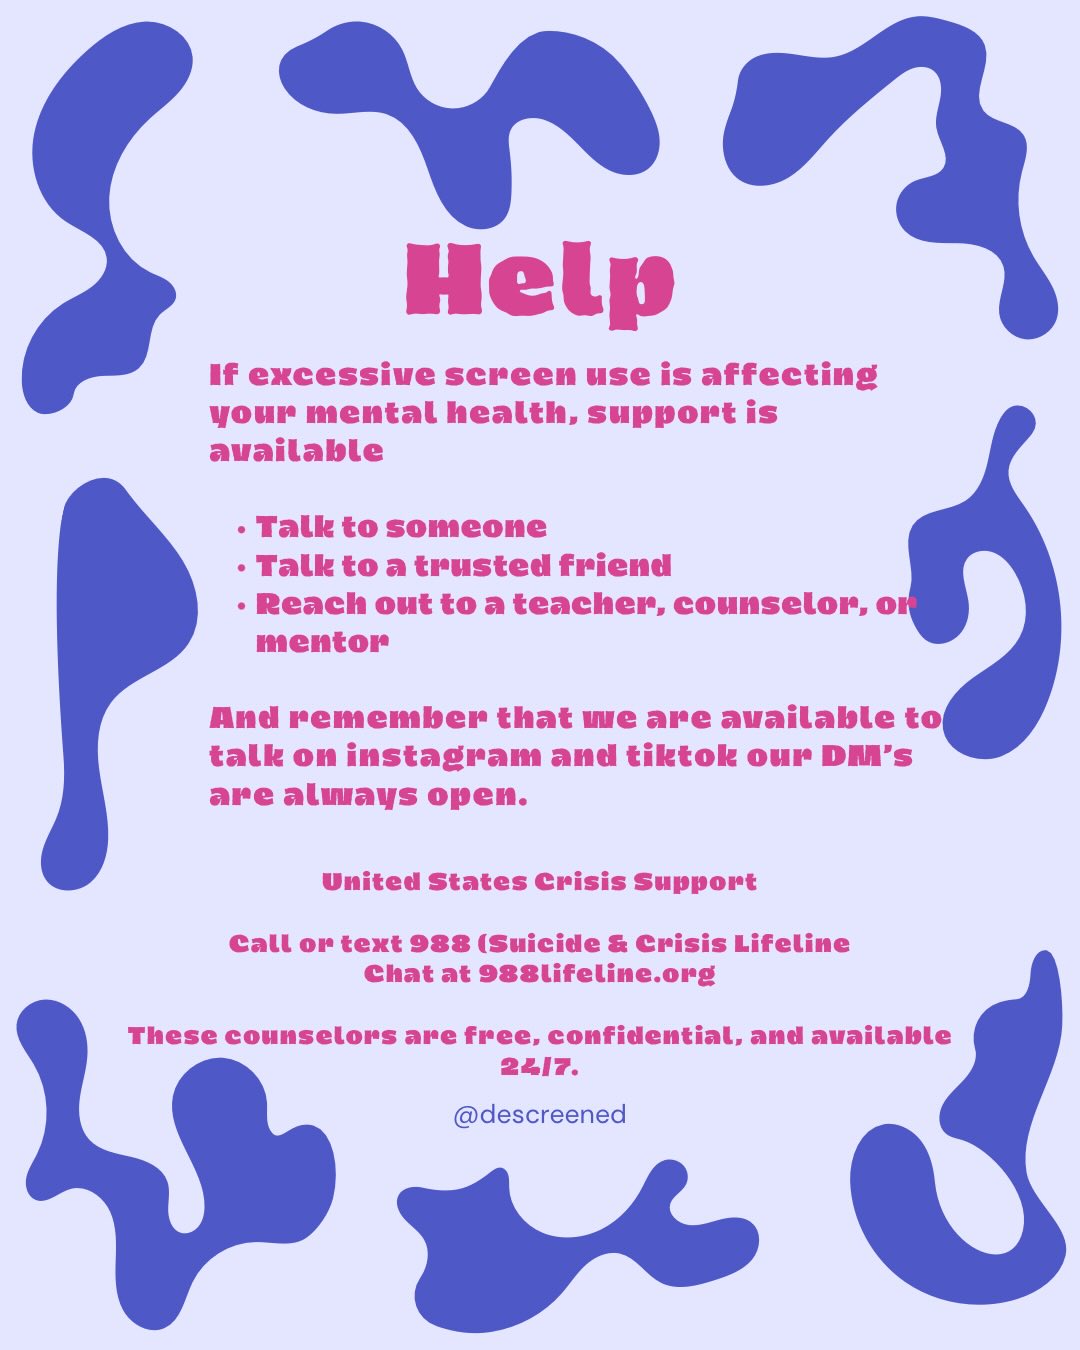 Help
If excessive screen use is affecting
your mental health, support is
available
• Talk to someone
• Talk to a trusted friend
• Reach out to a teacher, counselor, or
mentor
And remember that we are available to
talk on instagram and tiktok our DM's
are always open.
United States Crisis Support
Call or text 988 (Suicide & Crisis Lifeline
Chat at 988lifeline.org
These counselors are free, confidential, and available
24/7.
@descreened